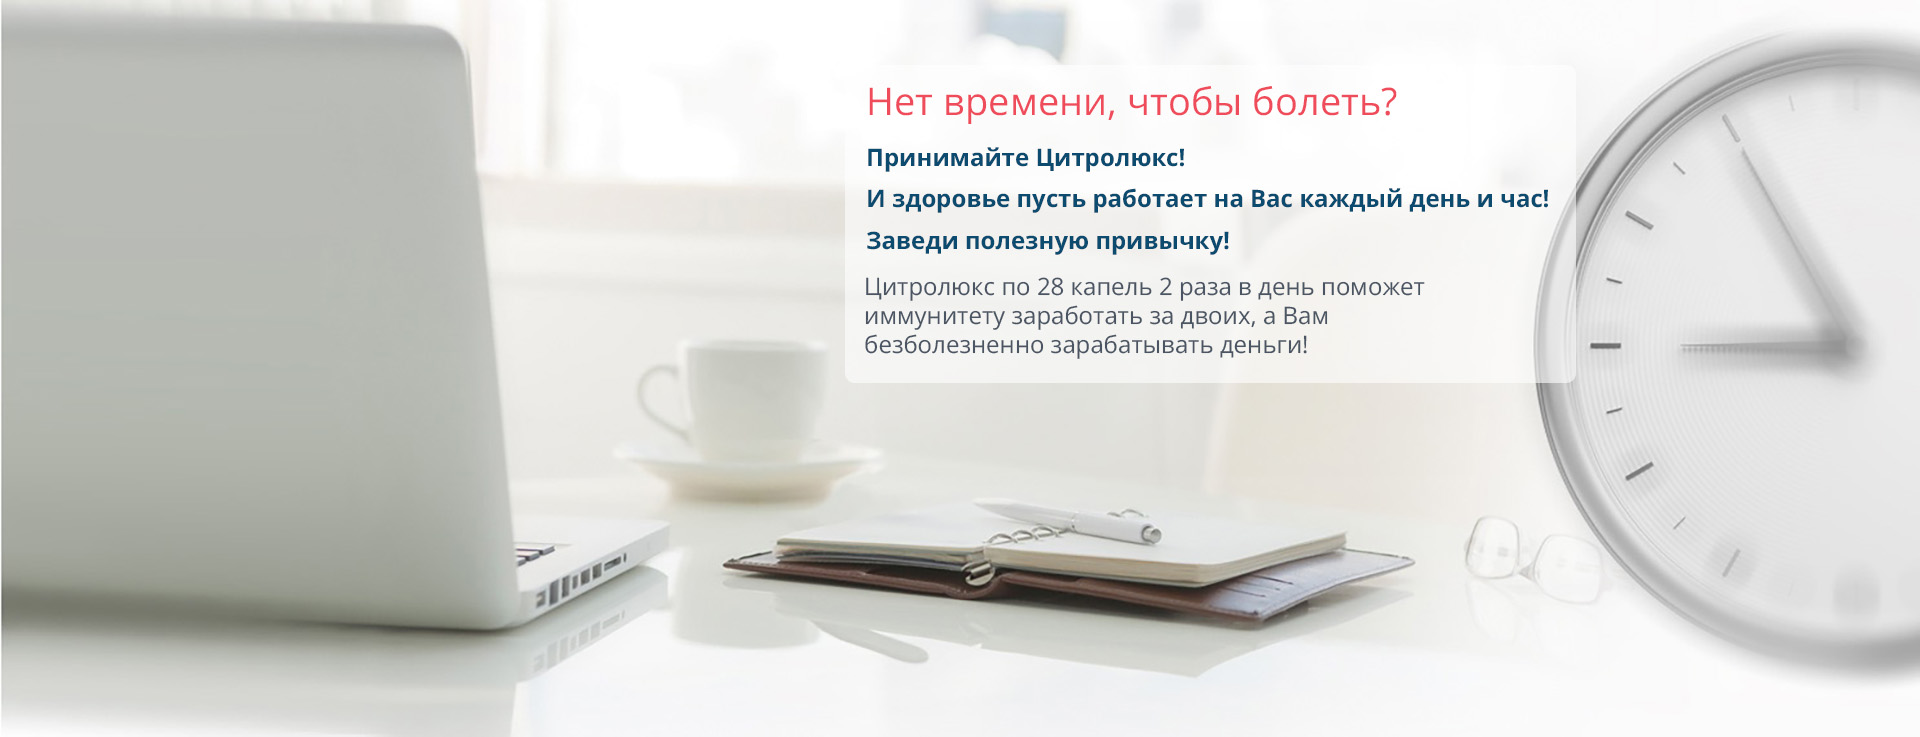 Нет времени, чтобы болеть?
Принимайте Цитролюкс!
И здоровье пусть работает на Вас каждый день и час!
Заведи полезную привычку!
Цитролюкс по 28 капель 2 раза в день поможет
иммунитету заработать за двоих, а Вам
безболезненно зарабатывать деньги!